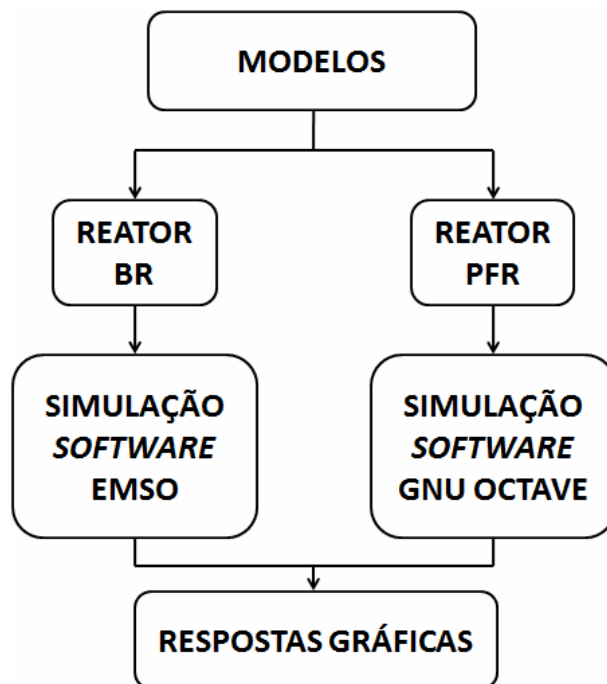 MODELOS
REATOR
BR
REATOR
PFR
SIMULAÇÃO
SOFTWARE
EMSO
SIMULAÇÃO
SOFTWARE
GNU OCTAVE
RESPOSTAS GRÁFICAS